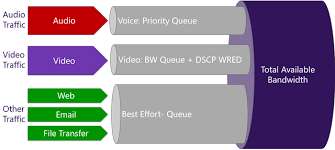 Audio
Traffic
Audio
Voice: Priority Queue
Video
Traffic
Video
Video: BW Queue + DSCP WRED
Total Available
Bandwidth
Other
Traffic
Web
Email
File Transfer
Best Effort- Queue